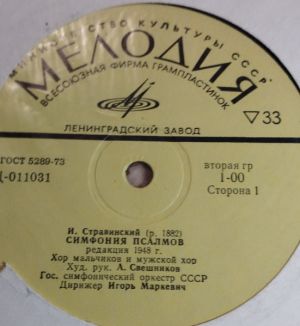 МИНИСТЕРСТВО КУЛЬТУРЫ СССР
МЕЛОДИЯ
ВСЕСОЮЗНАЯ ФИРМА ГРАМПЛАСТИНОК
▽33
ЛЕНИНГРАДСКИЙ ЗАВОД
ГОСТ 5289-73
Д-011031
вторая гр
1-00
Сторона 1
И. Стравинский (р. 1882)
СИМФОНИЯ ПСАЛМОВ
редакция 1948 г.
Хор мальчиков и мужской хор
Худ. рук. А. Свешников
Гос. симфонический оркестр СССР
Дирижер Игорь Маркевич